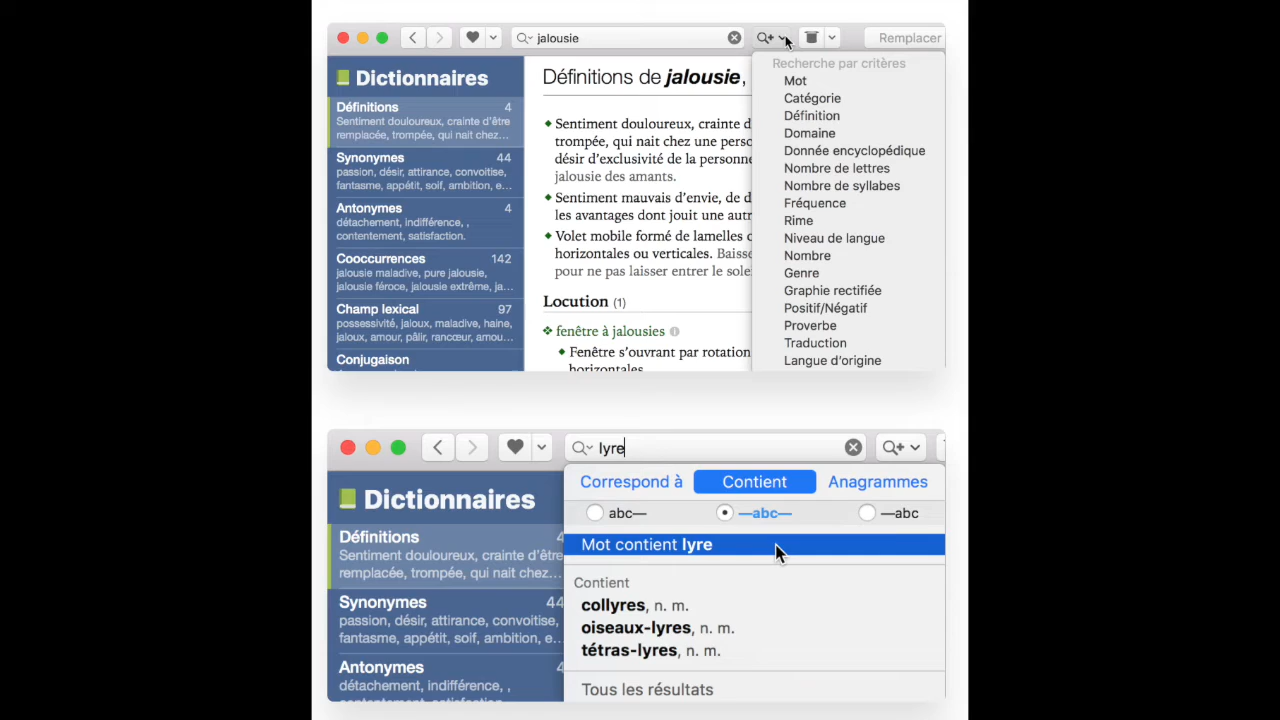 jalousie
Remplacer
Dictionnaires
Définitions 4
Sentiment douloureux, crainte d'être
remplacée, trompée, qui nait chez...
Synonymes 44
passion, désir, attirance, convoitise,
fantasme, appétit, soif, ambition, e...
Antonymes 4
détachement, indifférence, ,
contentement, satisfaction.
Cooccurrences 142
jalousie maladive, pure jalousie,
jalousie féroce, jalousie extrême, ja...
Champ lexical 97
possessivité, jaloux, maladive, haine,
jaloux, amour, pâlir, rancœur, amou...
Conjugaison
Définitions de jalousie,
Sentiment douloureux, crainte d
trompée, qui nait chez une perso
désir d'exclusivité de la personne
jalousie des amants.
Sentiment mauvais d'envie, de d
les avantages dont jouit une autr
Volet mobile formé de lamelles o
horizontales ou verticales. Baisse
pour ne pas laisser entrer le sole
Locution (1)
fenêtre à jalousies
Fenêtre s'ouvrant par rotation
horizontales
Recherche par critères
Mot
Catégorie
Définition
Domaine
Donnée encyclopédique
Nombre de lettres
Nombre de syllabes
Fréquence
Rime
Niveau de langue
Nombre
Genre
Graphie rectifiée
Positif/Négatif
Proverbe
Traduction
Langue d'origine
lyre
Dictionnaires
Définitions 4
Sentiment douloureux, crainte d'être
remplacée, trompée, qui nait chez...
Synonymes 44
passion, désir, attirance, convoitise,
fantasme, appétit, soif, ambition, e...
Antonymes 4
détachement, indifférence, ,
contentement, satisfaction.
Correspond à Contient Anagrammes
abc— —abc— —abc
Mot contient lyre
Contient
collyres, n. m.
oiseaux-lyres, n. m.
tétras-lyres, n. m.
Tous les résultats